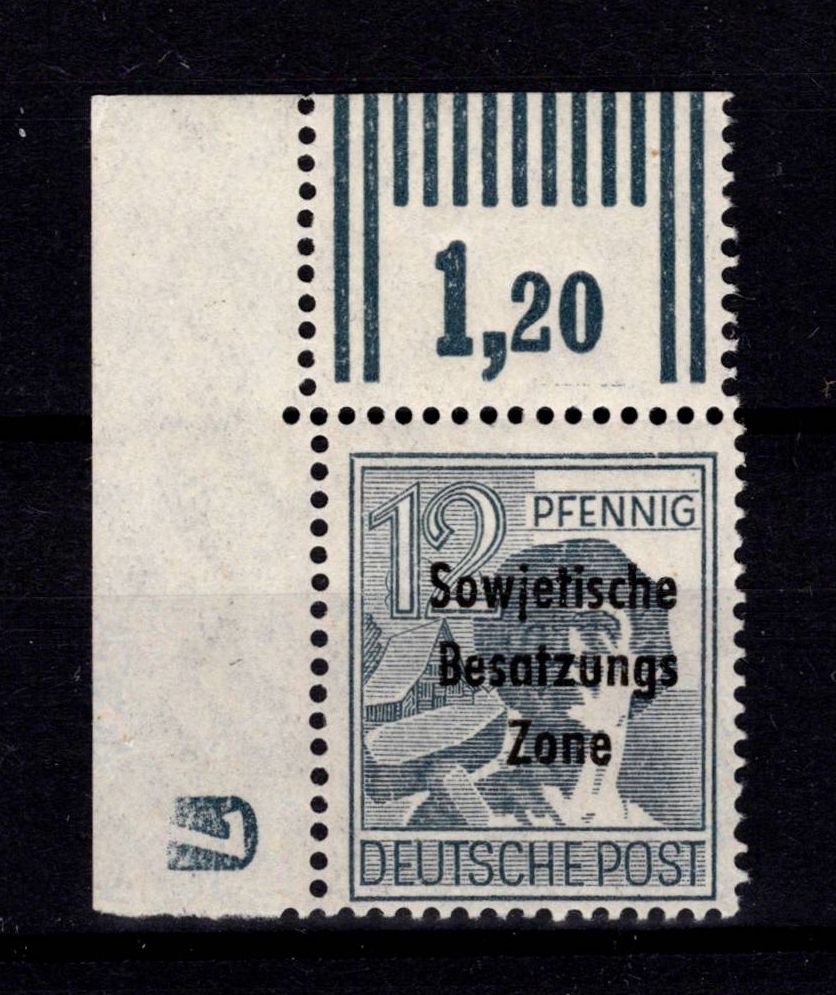 1,20
12 PFENNIG
Sowjetische
Besatzungs
Zone
DEUTSCHE POST